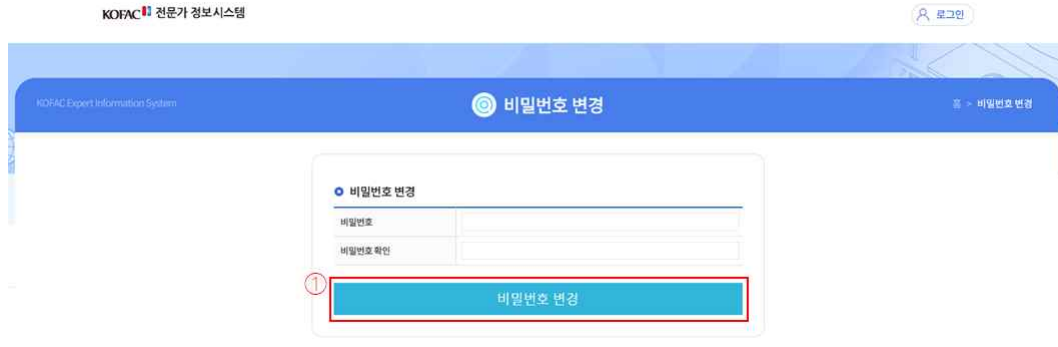 KOFAC 전문가 정보시스템
로그인
KOFAC Expert Information System
비밀번호 변경
홈 > 비밀번호 변경
비밀번호 변경
비밀번호
비밀번호 확인
①
비밀번호 변경